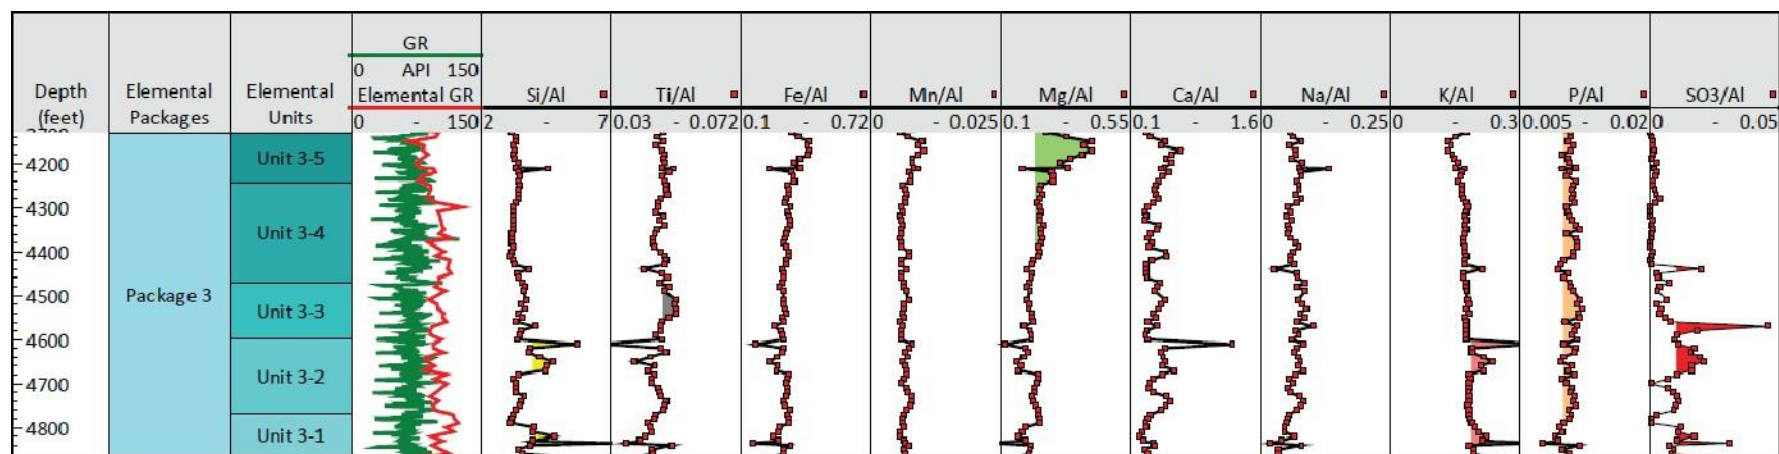 GR
0 API 150
Depth (feet) Elemental Packages Elemental Units Elemental GR Si/Al Ti/Al Fe/Al Mn/Al Mg/Al Ca/Al Na/Al K/Al P/Al SO3/Al
0 - 150 2 - 7 0.03 - 0.072 0.1 - 0.72 0 - 0.025 0.1 - 0.55 0.1 - 1.6 0 - 0.25 0 - 0.3 0.005 - 0.02 0 - 0.05
Unit 3-5
4200
4300
Unit 3-4
4400
Package 3
4500
Unit 3-3
4600
Unit 3-2
4700
4800
Unit 3-1